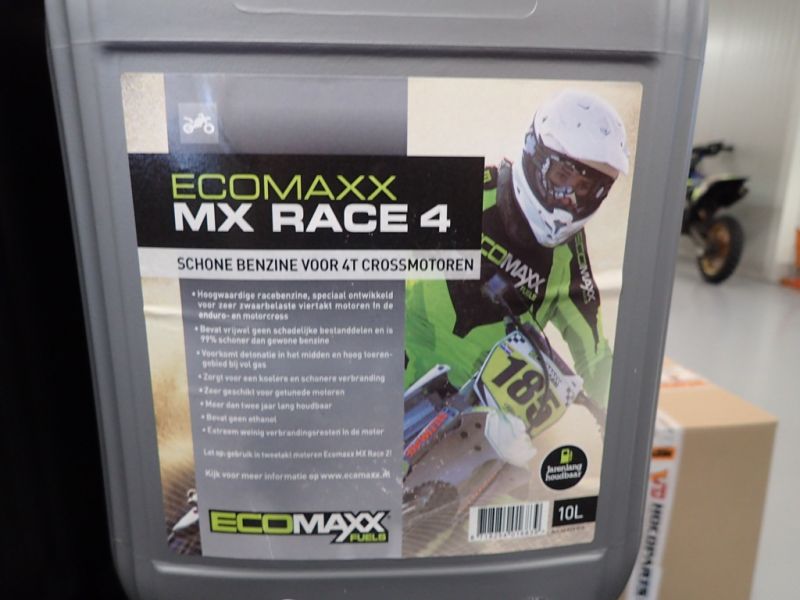 ECOMAXX
MX RACE 4
SCHONE BENZINE VOOR 4T CROSSMOTOREN
• Hoogwaardige racebenzine, speciaal ontwikkeld
voor zeer zwaarbelaste viertakt motoren in de
enduro- en motorcross
• Bevat vrijwel geen schadelijke bestanddelen en is
99% schoner dan gewone benzine
• Voorkomt detonatie in het midden en hoog toeren-
gebied bij vol gas
• Zorgt voor een koelere en schonere verbranding
• Zeer geschikt voor getunede motoren
• Meer dan twee jaar lang houdbaar
• Bevat geen ethanol
• Extreem weinig verbrandingsresten in de motor
Let op: gebruik in tweetakt motoren Ecomaxx MX Race 2!
Kijk voor meer informatie op www.ecomaxx.nl
ECOMAXX
FUELS
ECOMAXX
FUELS
ECOMAXX
185
HONDA
Jarenlang
houdbaar
10L